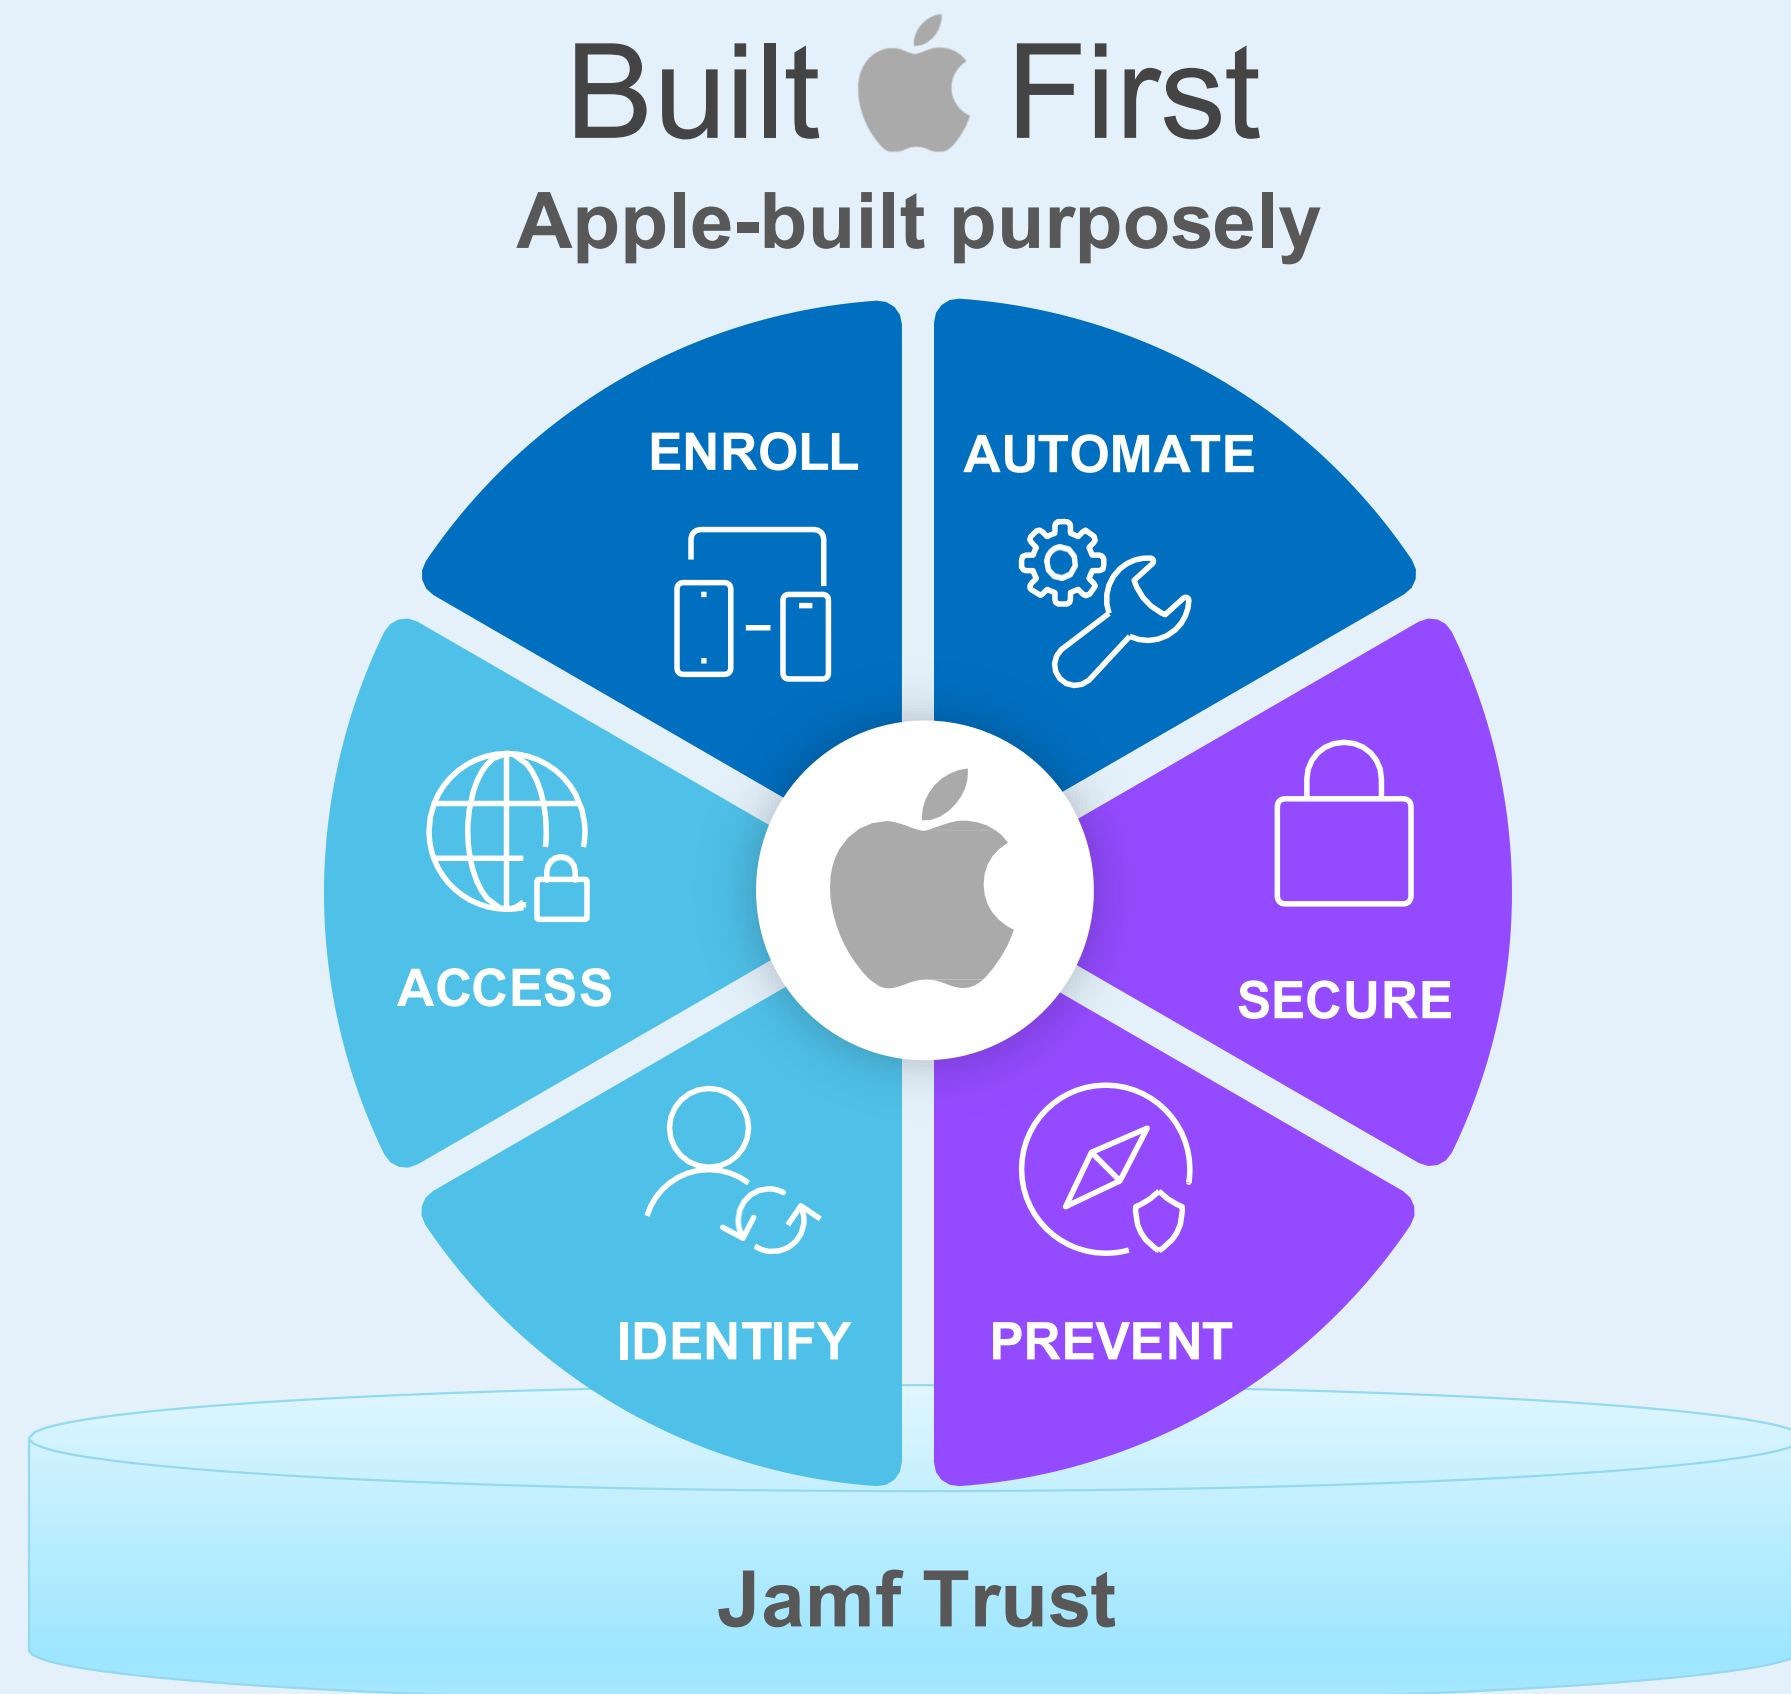 Built First
Apple-built purposely
ENROLL
AUTOMATE
ACCESS
SECURE
IDENTIFY
PREVENT
Jamf Trust